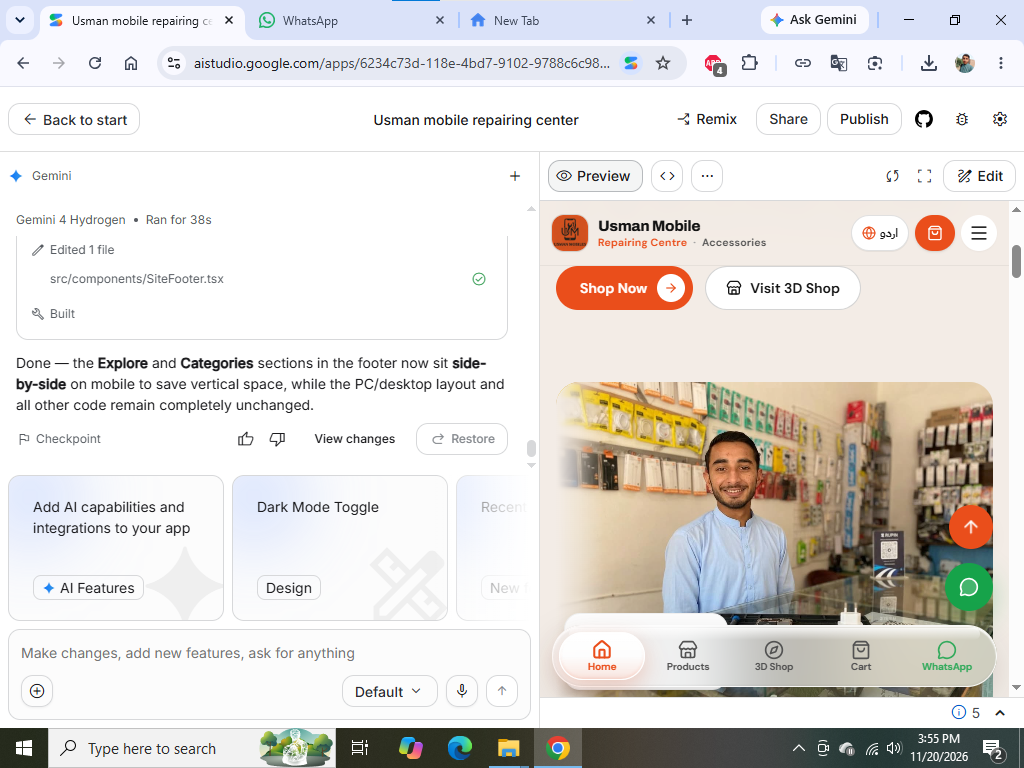 Usman mobile repairing ce
WhatsApp
New Tab
Ask Gemini
aistudio.google.com/apps/6234c73d-118e-4bd7-9102-9788c6c98...
4
Back to start
Usman mobile repairing center
Remix
Share
Publish
Gemini
Preview
Edit
Gemini 4 Hydrogen • Ran for 38s
Edited 1 file
src/components/SiteFooter.tsx
Built
Done — the Explore and Categories sections in the footer now sit side-
by-side on mobile to save vertical space, while the PC/desktop layout and
all other code remain completely unchanged.
Checkpoint
View changes
Restore
Add AI capabilities and
integrations to your app
AI Features
Dark Mode Toggle
Design
Recent
New
Make changes, add new features, ask for anything
Default
Usman Mobile
Repairing Centre · Accessories
اردو
Shop Now
Visit 3D Shop
Home
Products
3D Shop
Cart
WhatsApp
5
Type here to search
3:55 PM
11/20/2026
2